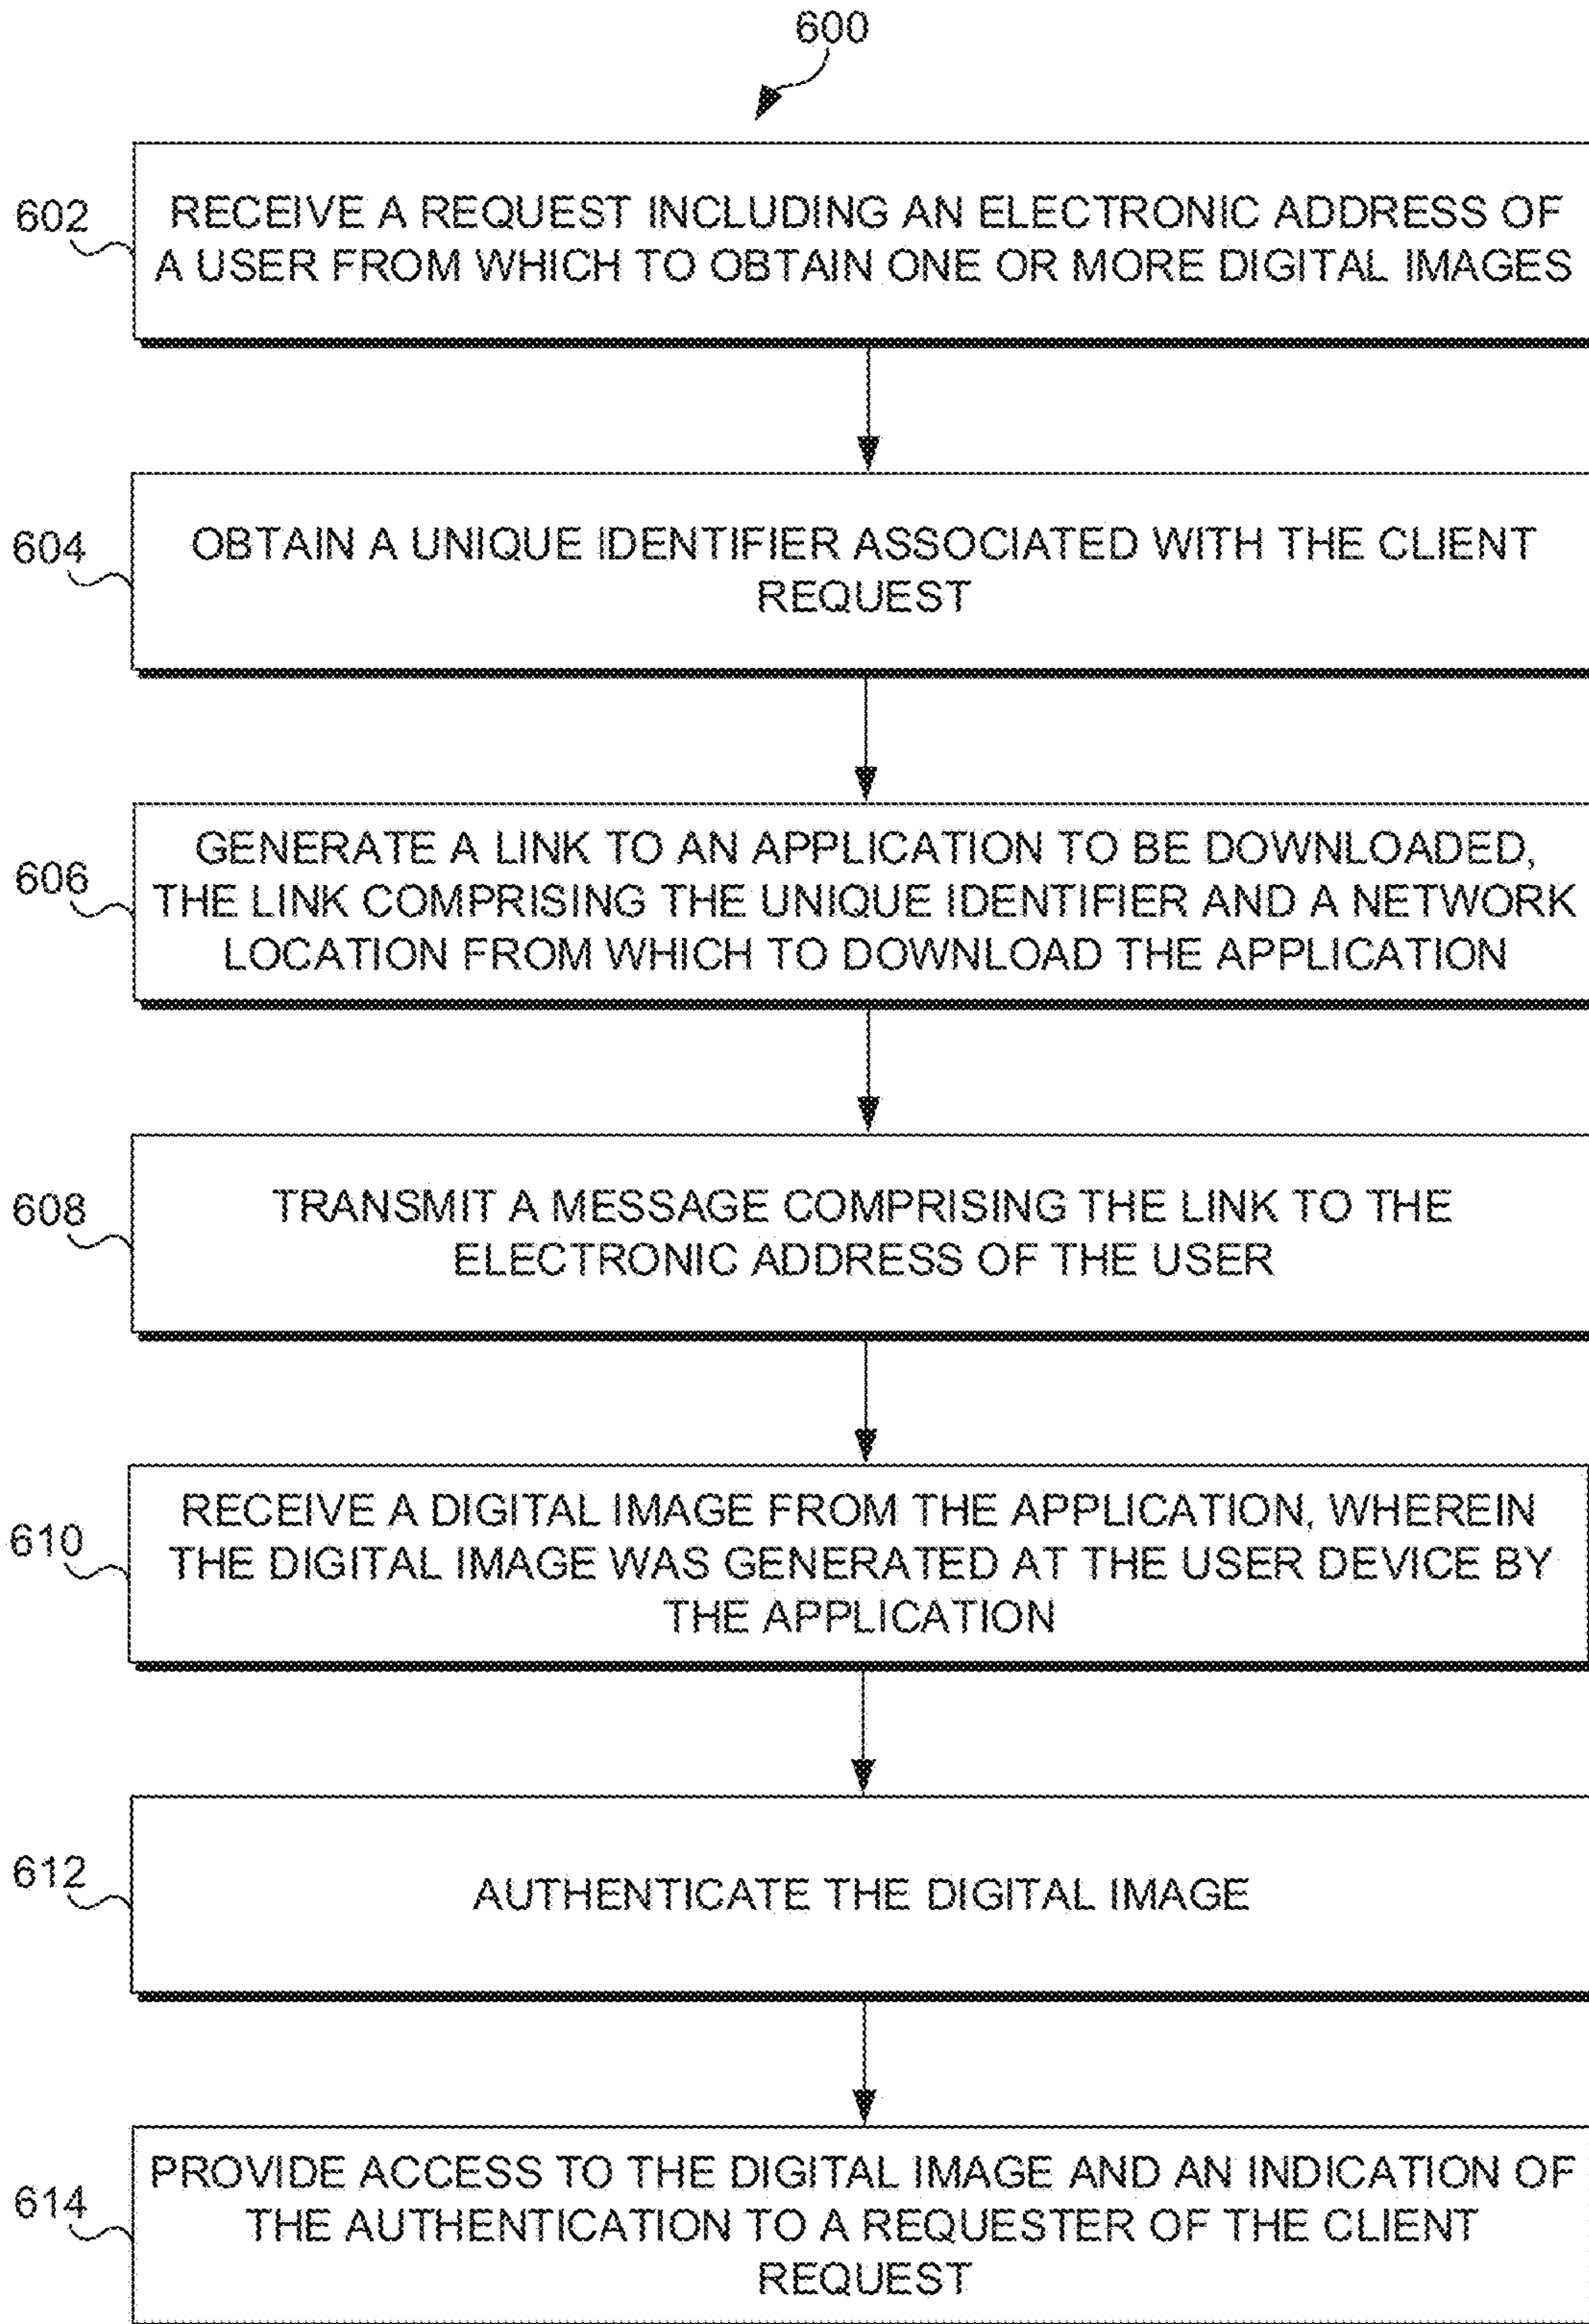 600
602
RECEIVE A REQUEST INCLUDING AN ELECTRONIC ADDRESS OF
A USER FROM WHICH TO OBTAIN ONE OR MORE DIGITAL IMAGES
604
OBTAIN A UNIQUE IDENTIFIER ASSOCIATED WITH THE CLIENT
REQUEST
606
GENERATE A LINK TO AN APPLICATION TO BE DOWNLOADED,
THE LINK COMPRISING THE UNIQUE IDENTIFIER AND A NETWORK
LOCATION FROM WHICH TO DOWNLOAD THE APPLICATION
608
TRANSMIT A MESSAGE COMPRISING THE LINK TO THE
ELECTRONIC ADDRESS OF THE USER
610
RECEIVE A DIGITAL IMAGE FROM THE APPLICATION, WHEREIN
THE DIGITAL IMAGE WAS GENERATED AT THE USER DEVICE BY
THE APPLICATION
612
AUTHENTICATE THE DIGITAL IMAGE
614
PROVIDE ACCESS TO THE DIGITAL IMAGE AND AN INDICATION OF
THE AUTHENTICATION TO A REQUESTER OF THE CLIENT
REQUEST